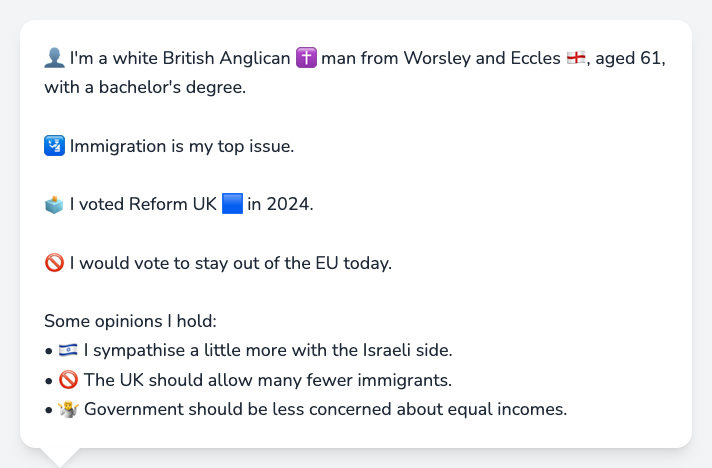 👤 I'm a white British Anglican ✝️ man from Worsley and Eccles 🏴󠁧󠁢󠁥󠁮󠁧󠁿, aged 61,
with a bachelor's degree.
🛂 Immigration is my top issue.
🗳️ I voted Reform UK 🟦 in 2024.
🚫 I would vote to stay out of the EU today.
Some opinions I hold:
• 🇮🇱 I sympathise a little more with the Israeli side.
• 🚫 The UK should allow many fewer immigrants.
• 🤷 Government should be less concerned about equal incomes.